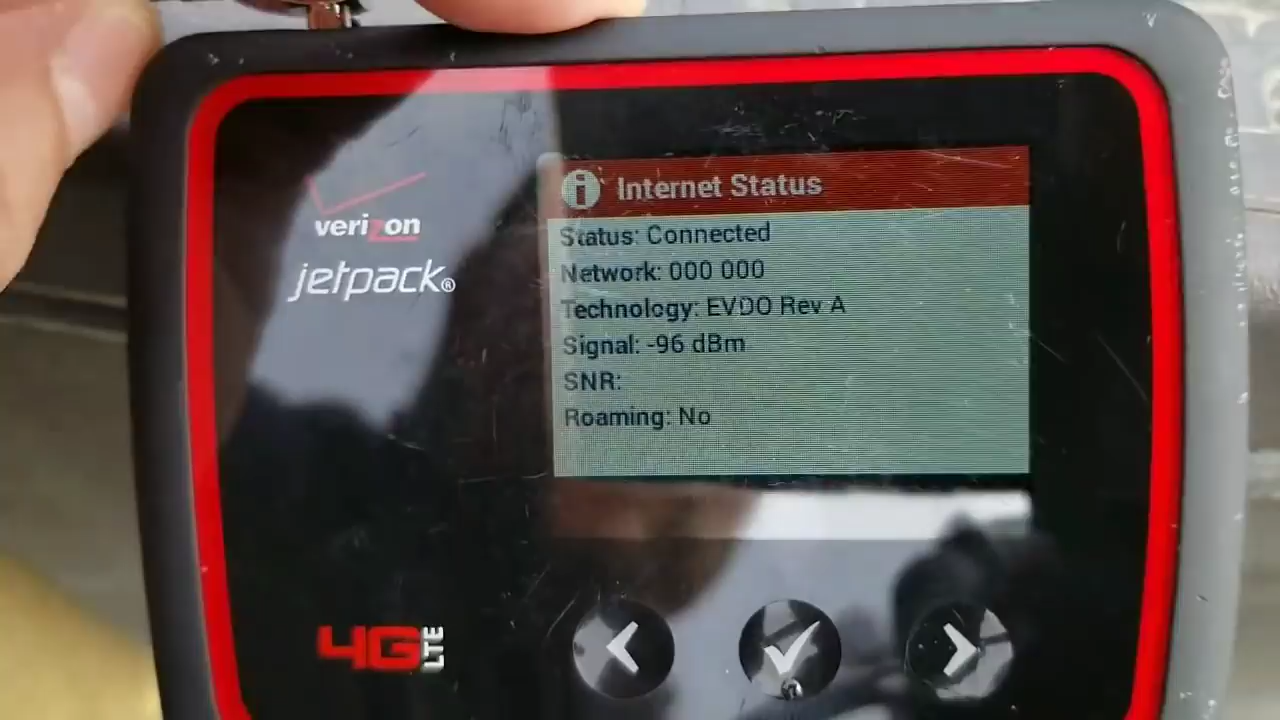 verizon
jetpack®
Internet Status
Status: Connected
Network: 000 000
Technology: EVDO Rev A
Signal: -96 dBm
SNR:
Roaming: No
4G LTE